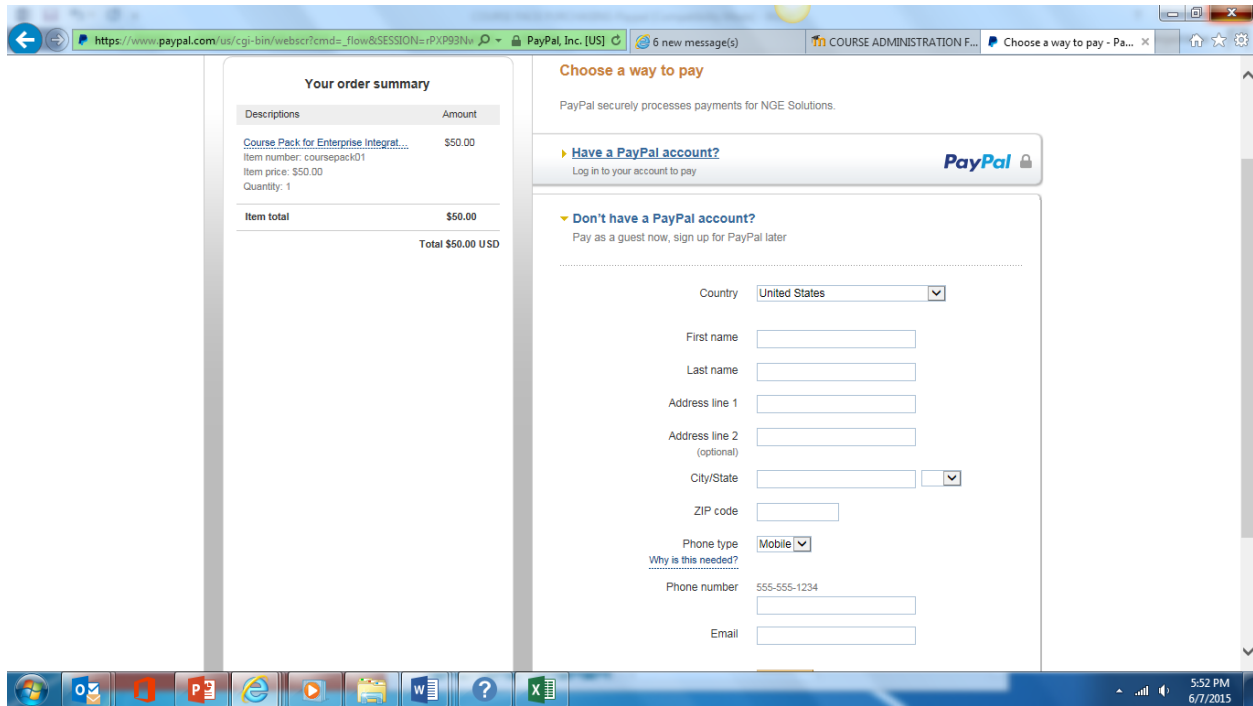 https://www.paypal.com/us/cgi-bin/webscr?cmd=_flow&SESSION=rPXP93Nw
PayPal, Inc. [US]
6 new message(s)
COURSE ADMINISTRATION F...
Choose a way to pay - Pa...
Your order summary
Descriptions Amount
Course Pack for Enterprise Integrat... $50.00
Item number: coursepack01
Item price: $50.00
Quantity: 1
Item total $50.00
Total $50.00 USD
Choose a way to pay
PayPal securely processes payments for NGE Solutions.
Have a PayPal account?
Log in to your account to pay
PayPal
Don't have a PayPal account?
Pay as a guest now, sign up for PayPal later
Country United States
First name
Last name
Address line 1
Address line 2
(optional)
City/State
ZIP code
Phone type Mobile
Why is this needed?
Phone number 555-555-1234
Email
5:52 PM
6/7/2015